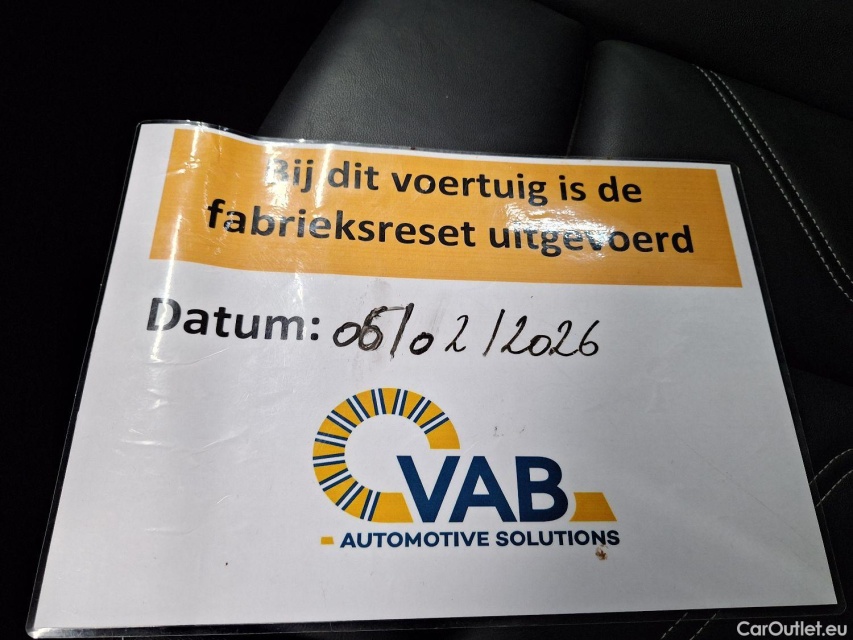 Bij dit voertuig is de
fabrieksreset uitgevoerd
Datum: 06/02/2026
VAB
AUTOMOTIVE SOLUTIONS
CarOutlet.eu